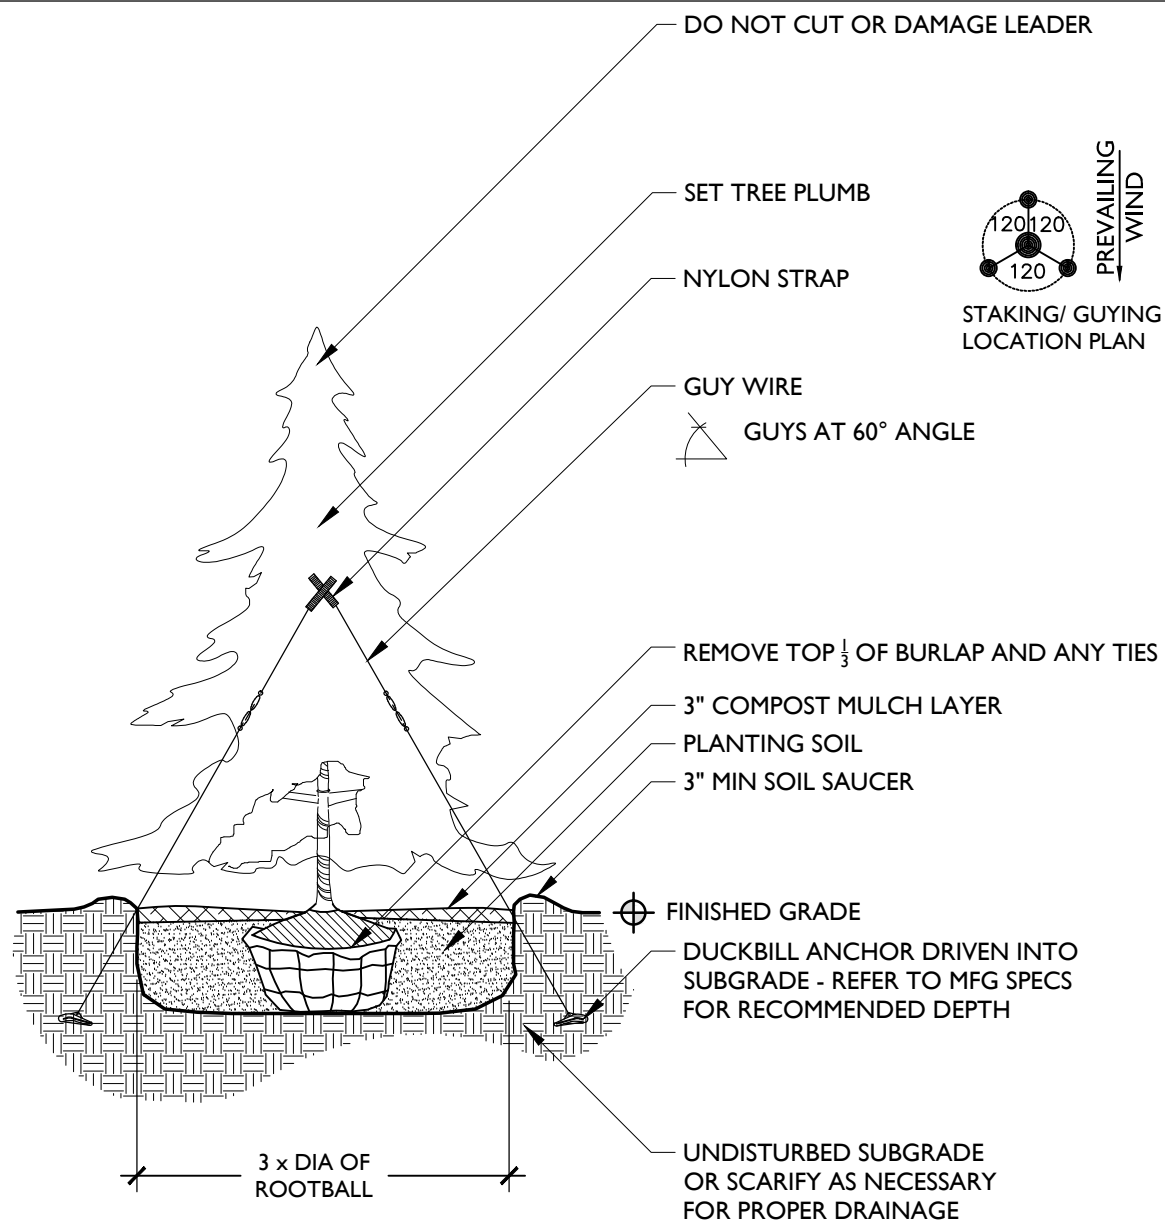 DO NOT CUT OR DAMAGE LEADER
SET TREE PLUMB
PREVAILING
WIND
120 120
120
STAKING/ GUYING
LOCATION PLAN
NYLON STRAP
GUY WIRE
GUYS AT 60° ANGLE
REMOVE TOP 1/3 OF BURLAP AND ANY TIES
3" COMPOST MULCH LAYER
PLANTING SOIL
3" MIN SOIL SAUCER
FINISHED GRADE
DUCKBILL ANCHOR DRIVEN INTO
SUBGRADE - REFER TO MFG SPECS
FOR RECOMMENDED DEPTH
3 x DIA OF
ROOTBALL
UNDISTURBED SUBGRADE
OR SCARIFY AS NECESSARY
FOR PROPER DRAINAGE